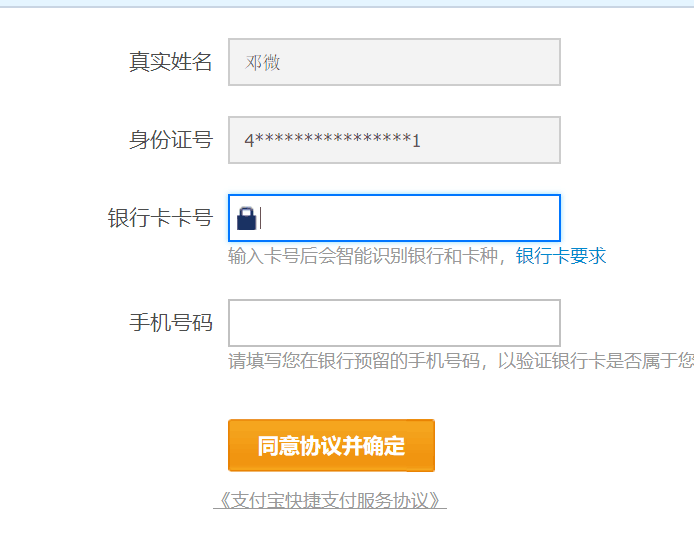 真实姓名 邓微
身份证号 4****************1
银行卡卡号
输入卡号后会智能识别银行和卡种，银行卡要求
手机号码
请填写您在银行预留的手机号码，以验证银行卡是否属于您
同意协议并确定
《支付宝快捷支付服务协议》